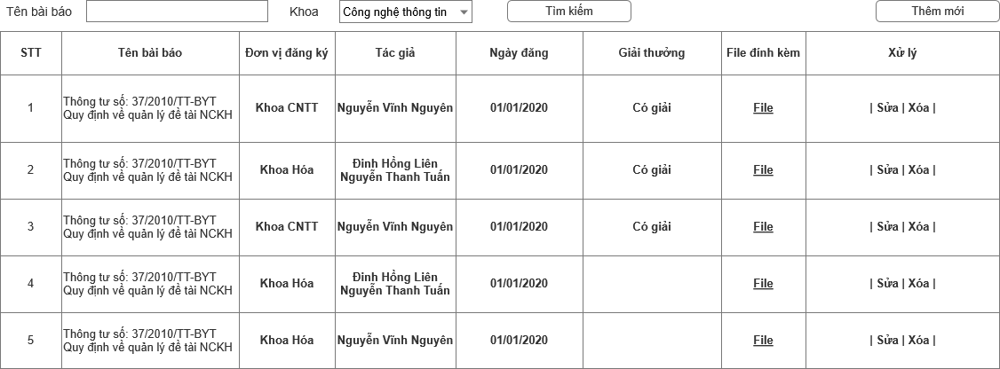 Tên bài báo Khoa Công nghệ thông tin Tìm kiếm Thêm mới
STT Tên bài báo Đơn vị đăng ký Tác giả Ngày đăng Giải thưởng File đính kèm Xử lý
1 Thông tư số: 37/2010/TT-BYT
Quy định về quản lý đề tài NCKH Khoa CNTT Nguyễn Vĩnh Nguyên 01/01/2020 Có giải File | Sửa | Xóa |
2 Thông tư số: 37/2010/TT-BYT
Quy định về quản lý đề tài NCKH Khoa Hóa Đinh Hồng Liên
Nguyễn Thanh Tuấn 01/01/2020 Có giải File | Sửa | Xóa |
3 Thông tư số: 37/2010/TT-BYT
Quy định về quản lý đề tài NCKH Khoa CNTT Nguyễn Vĩnh Nguyên 01/01/2020 Có giải File | Sửa | Xóa |
4 Thông tư số: 37/2010/TT-BYT
Quy định về quản lý đề tài NCKH Khoa Hóa Đinh Hồng Liên
Nguyễn Thanh Tuấn 01/01/2020 File | Sửa | Xóa |
5 Thông tư số: 37/2010/TT-BYT
Quy định về quản lý đề tài NCKH Khoa Hóa Nguyễn Vĩnh Nguyên 01/01/2020 File | Sửa | Xóa |